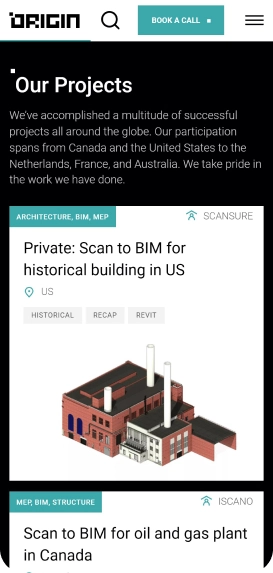 ORIGIN
BOOK A CALL
Our Projects
We've accomplished a multitude of successful
projects all around the globe. Our participation
spans from Canada and the United States to the
Netherlands, France, and Australia. We take pride in
the work we have done.
ARCHITECTURE, BIM, MEP
SCANSURE
Private: Scan to BIM for
historical building in US
US
HISTORICAL
RECAP
REVIT
MEP, BIM, STRUCTURE
ISCANO
Scan to BIM for oil and gas plant
in Canada